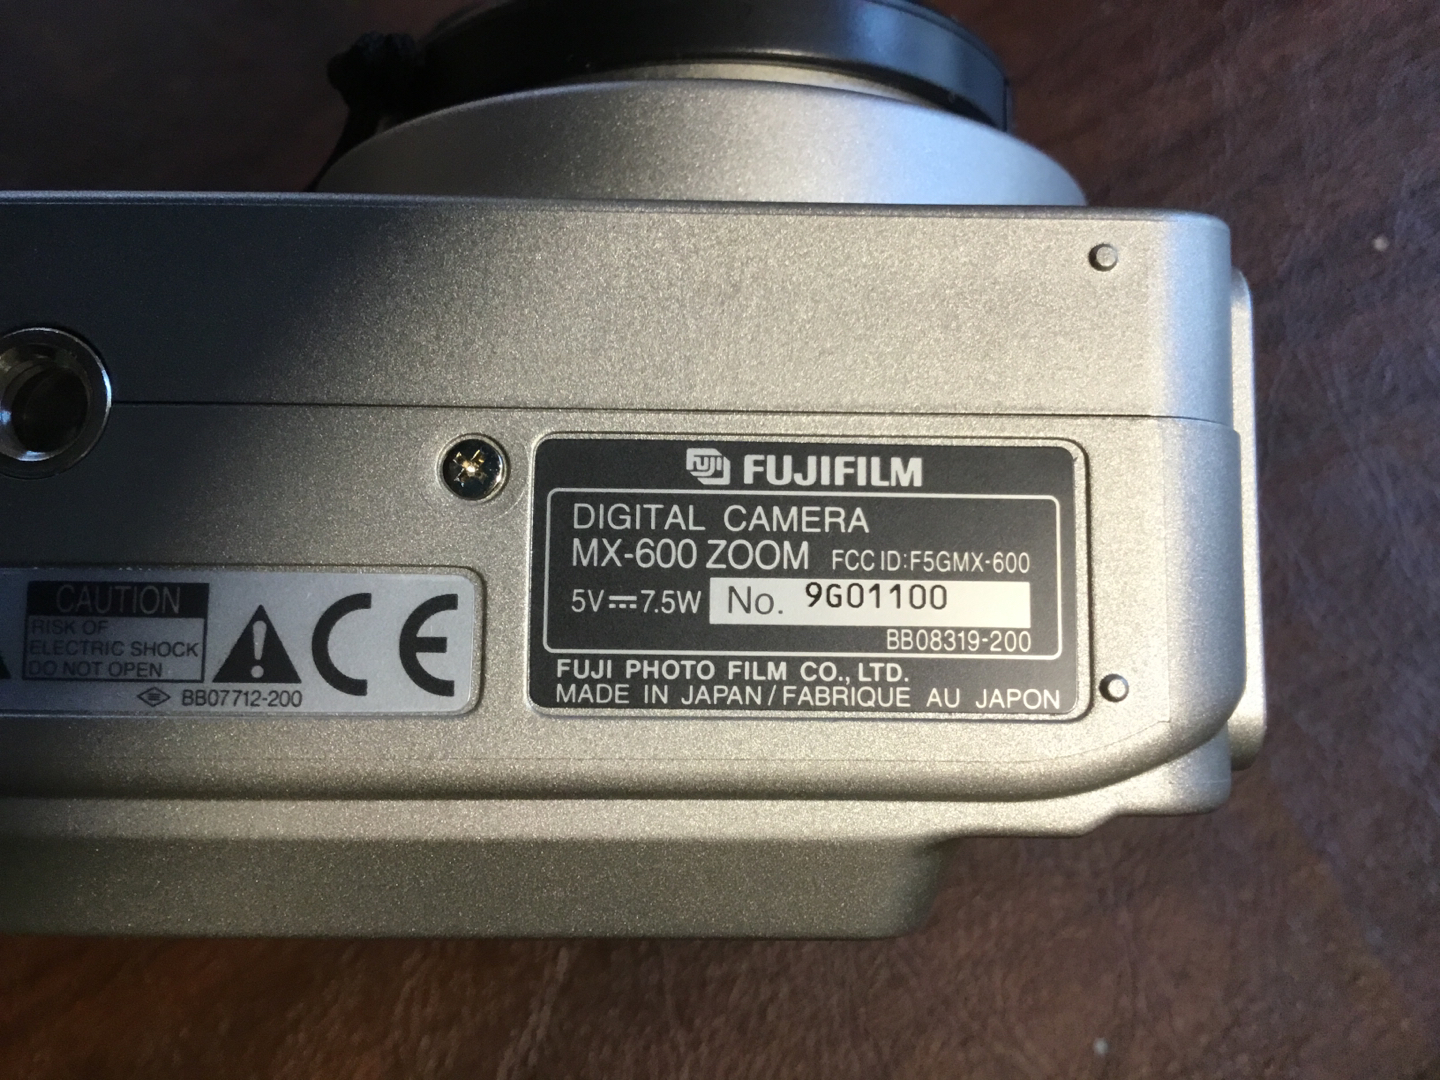 FUJI FUJIFILM
DIGITAL CAMERA
MX-600 ZOOM FCC ID:F5GMX-600
5V⎓7.5W No. 9G01100
BB08319-200
FUJI PHOTO FILM CO., LTD.
MADE IN JAPAN/FABRIQUE AU JAPON
CAUTION
RISK OF
ELECTRIC SHOCK
DO NOT OPEN
CE
BB07712-200